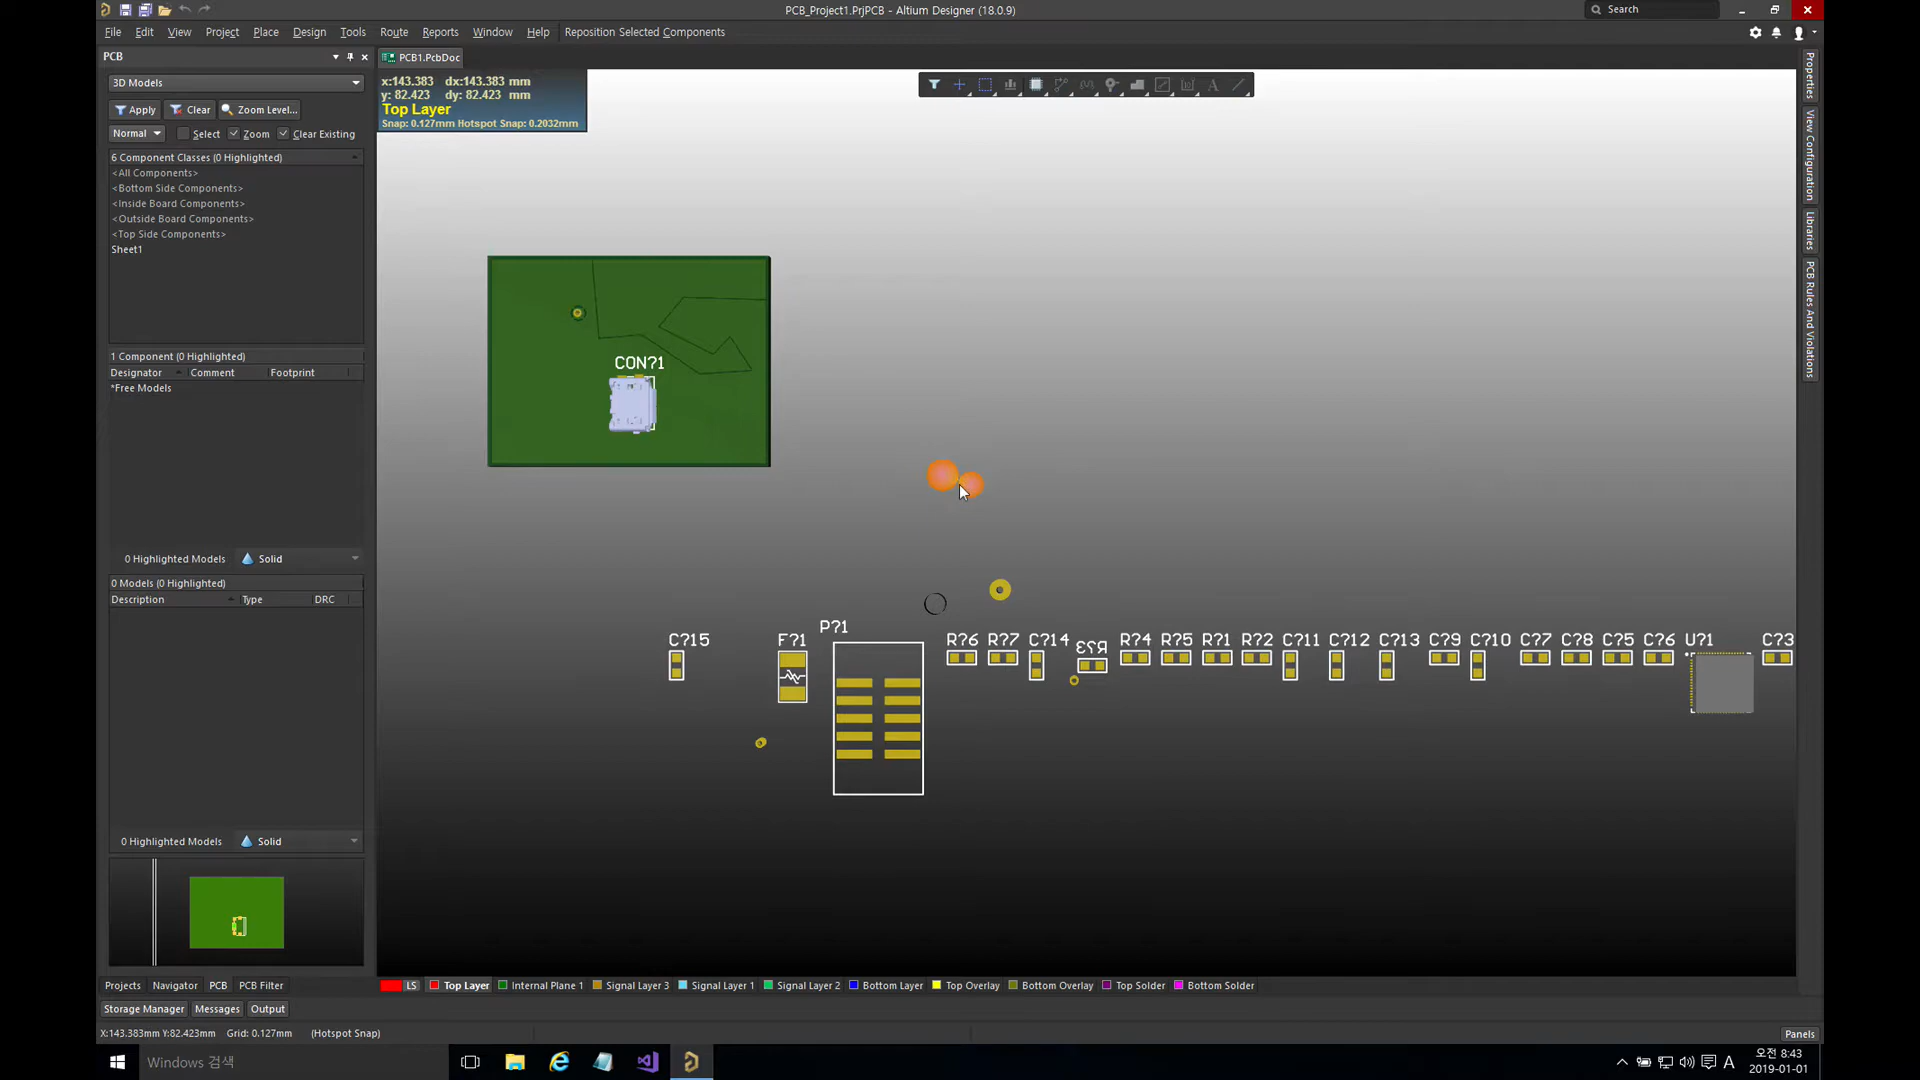 PCB_Project1.PrjPCB - Altium Designer (18.0.9)
Search
File Edit View Project Place Design Tools Route Reports Window Help Reposition Selected Components
PCB
PCB1.PcbDoc
3D Models
Apply Clear Zoom Level...
Normal Select Zoom Clear Existing
6 Component Classes (0 Highlighted)
<All Components>
<Bottom Side Components>
<Inside Board Components>
<Outside Board Components>
<Top Side Components>
Sheet1
1 Component (0 Highlighted)
Designator Comment Footprint
*Free Models
0 Highlighted Models Solid
0 Models (0 Highlighted)
Description Type DRC
0 Highlighted Models Solid
x:143.383 dx:143.383 mm
y: 82.423 dy: 82.423 mm
Top Layer
Snap: 0.127mm Hotspot Snap: 0.2032mm
CON?1
C?15 F?1 P?1 R?6 R?7 C?14 R?3 R?4 R?5 R?1 R?2 C?11 C?12 C?13 C?9 C?10 C?7 C?8 C?5 C?6 U?1 C?3
Properties
View Configuration
Libraries
PCB Rules And Violations
Projects Navigator PCB PCB Filter
LS Top Layer Internal Plane 1 Signal Layer 3 Signal Layer 1 Signal Layer 2 Bottom Layer Top Overlay Bottom Overlay Top Solder Bottom Solder
Storage Manager Messages Output
X:143.383mm Y:82.423mm Grid: 0.127mm (Hotspot Snap)
Panels
Windows 검색
A
오전 8:43
2019-01-01